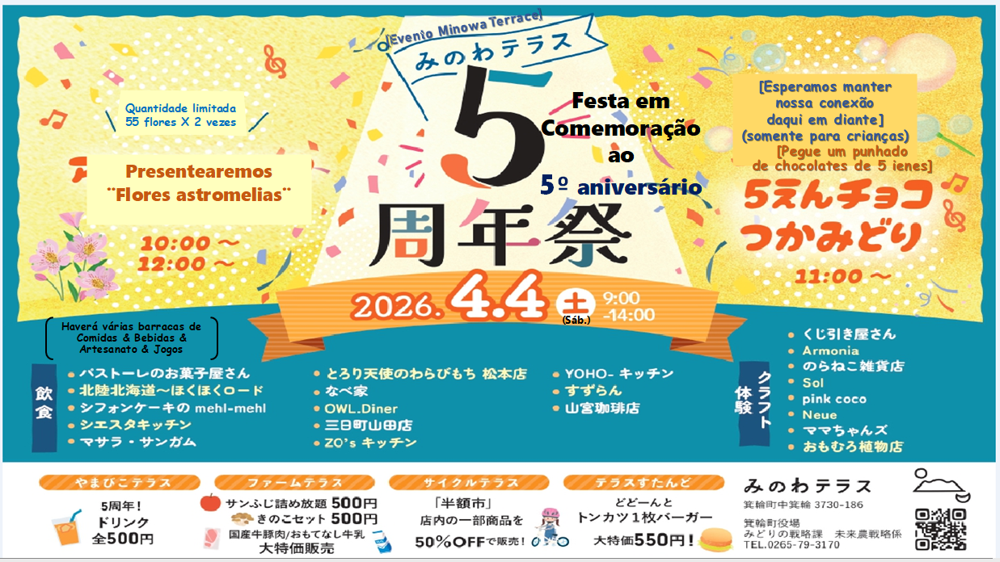 [Evento Minowa Terrace]
みのわテラス
5
周年祭
Festa em
Comemoração
ao
5º aniversário
2026.4.4 土 9:00
-14:00
(Sáb.)
Quantidade limitada
55 flores X 2 vezes
Presentearemos
¨Flores astromelias¨
10:00 〜
12:00 〜
[Esperamos manter
nossa conexão
daqui em diante]
(somente para crianças)
[Pegue um punhado
de chocolates de 5 ienes]
5えんチョコ
つかみどり
11:00 〜
Haverá várias barracas de
Comidas & Bebidas &
Artesanato & Jogos
飲食
• パストーレのお菓子屋さん
• 北陸北海道〜ほくほくロード
• シフォンケーキの mehl-mehl
• シエスタキッチン
• マサラ・サンガム
• とろり天使のわらびもち 松本店
• なべ家
• OWL.Diner
• 三日町山田店
• ZO's キッチン
• YOHO- キッチン
• すずらん
• 山宮珈琲店
クラフト
体験
• くじ引き屋さん
• Armonia
• のらねこ雑貨店
• Sol
• pink coco
• Neue
• ママちゃんズ
• おもむろ植物店
やまびこテラス
5周年!
ドリンク
全500円
ファームテラス
サンふじ詰め放題 500円
きのこセット 500円
国産牛豚肉/おもてなし牛乳
大特価販売
サイクルテラス
「半額市」
店内の一部商品を
50%OFFで販売!
テラスすたんど
どどーんと
トンカツ1枚バーガー
大特価550円!
みのわテラス
箕輪町中箕輪 3730-186
箕輪町役場
みどりの戦略課 未来農戦略係
TEL.0265-79-3170